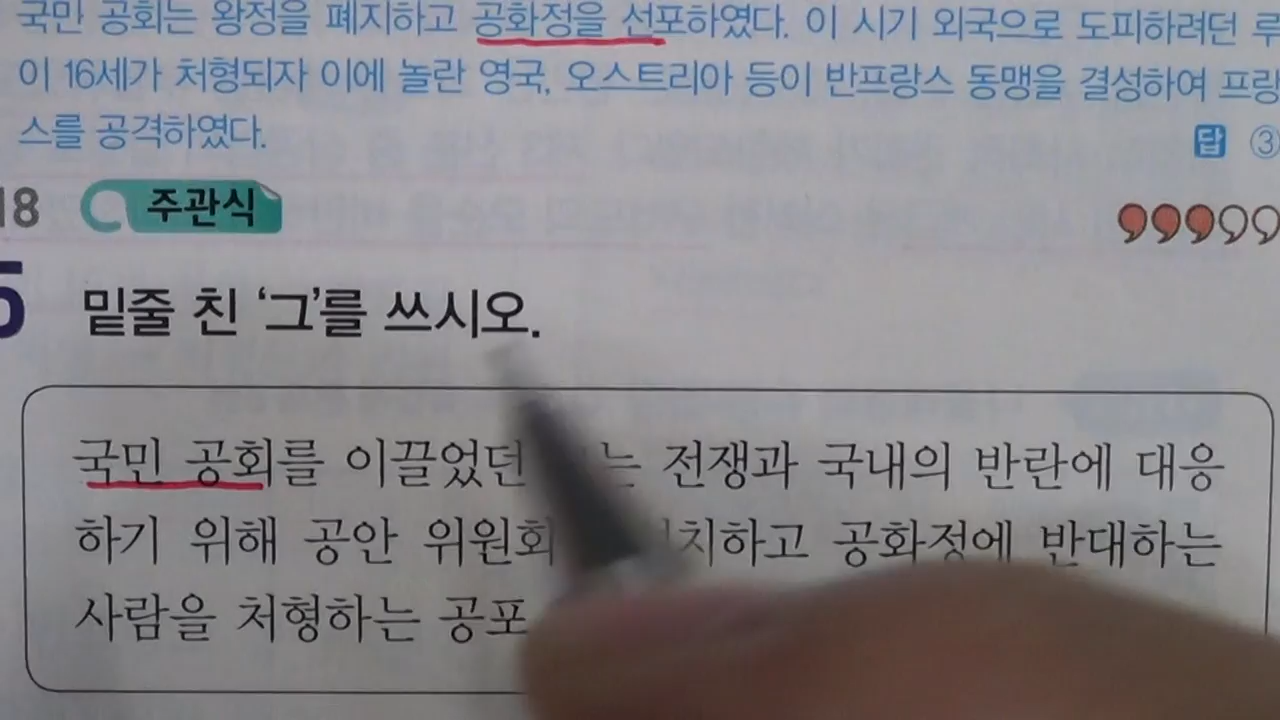 국민 공회는 왕정을 폐지하고 공화정을 선포하였다. 이 시기 외국으로 도피하려던 루
이 16세가 처형되자 이에 놀란 영국, 오스트리아 등이 반프랑스 동맹을 결성하여 프랑
스를 공격하였다.
답 ③
18 주관식
5 밑줄 친 ‘그’를 쓰시오.
국민 공회를 이끌었던 는 전쟁과 국내의 반란에 대응
하기 위해 공안 위원회 치하고 공화정에 반대하는
사람을 처형하는 공포